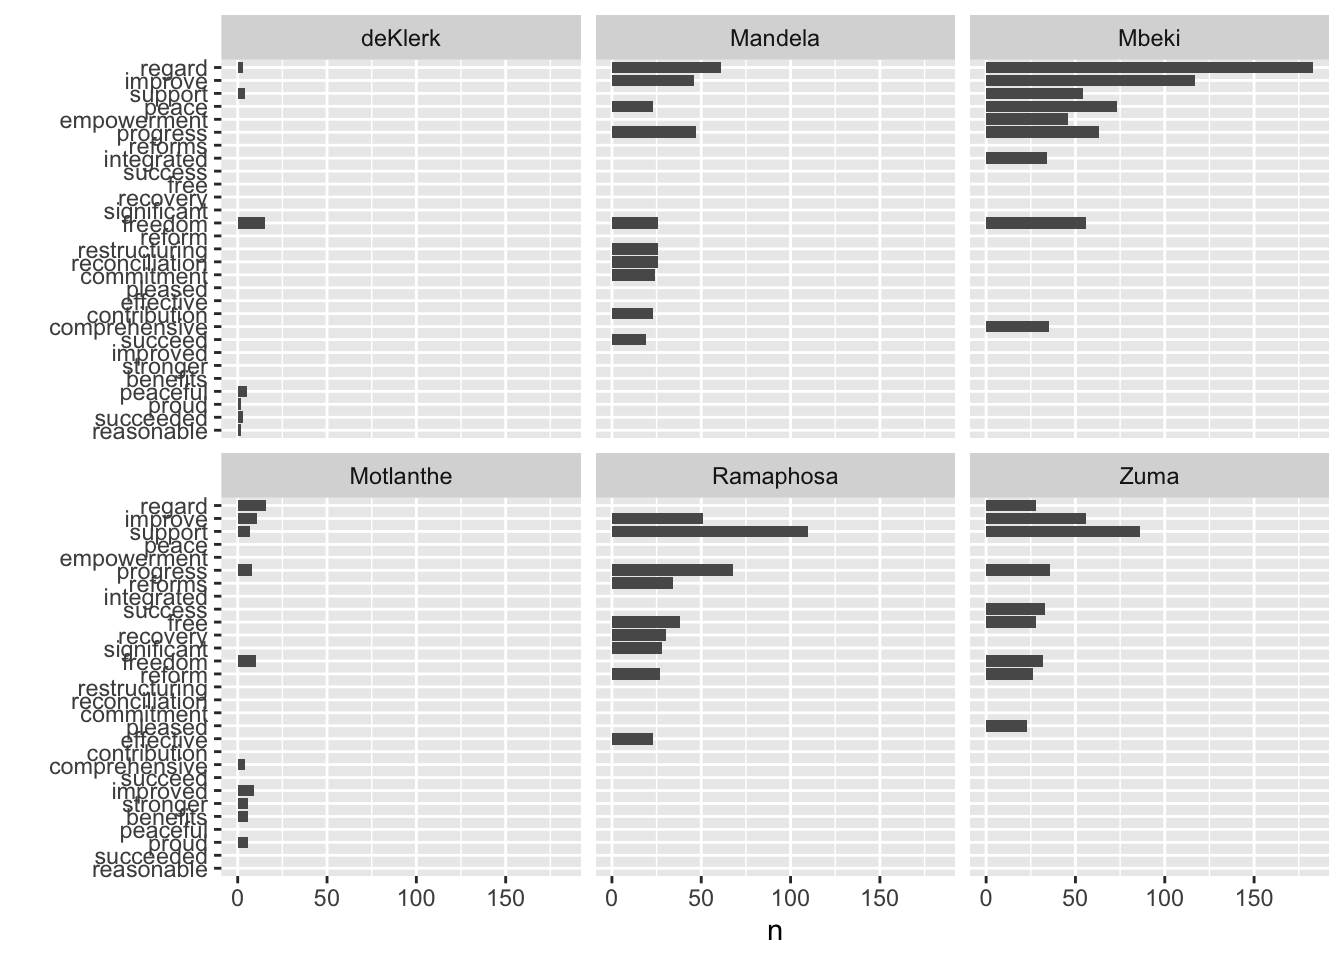 deKlerk Mandela Mbeki
regard
improve
support
peace
empowerment
progress
reforms
integrated
success
free
recovery
significant
freedom
reform
restructuring
reconciliation
commitment
pleased
effective
contribution
comprehensive
succeed
improved
stronger
benefits
peaceful
proud
succeeded
reasonable
Motlanthe Ramaphosa Zuma
regard
improve
support
peace
empowerment
progress
reforms
integrated
success
free
recovery
significant
freedom
reform
restructuring
reconciliation
commitment
pleased
effective
contribution
comprehensive
succeed
improved
stronger
benefits
peaceful
proud
succeeded
reasonable
0 50 100 150 0 50 100 150 0 50 100 150
n